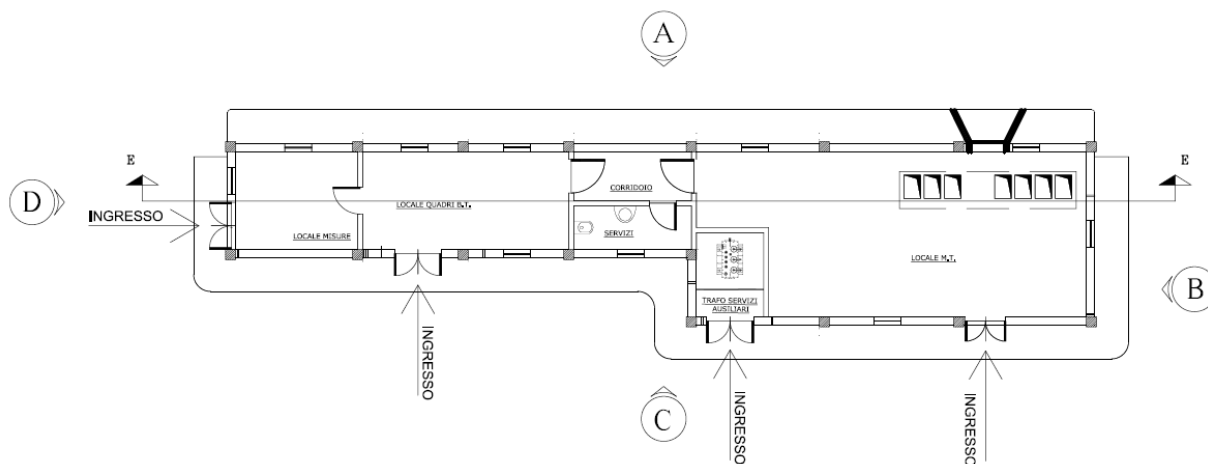 A
E
E
D
INGRESSO
CORRIDOIO
LOCALE QUADRI B.T.
LOCALE MISURE
SERVIZI
LOCALE M.T.
B
TRAFO SERVIZI
AUSILIARI
INGRESSO
INGRESSO
INGRESSO
C